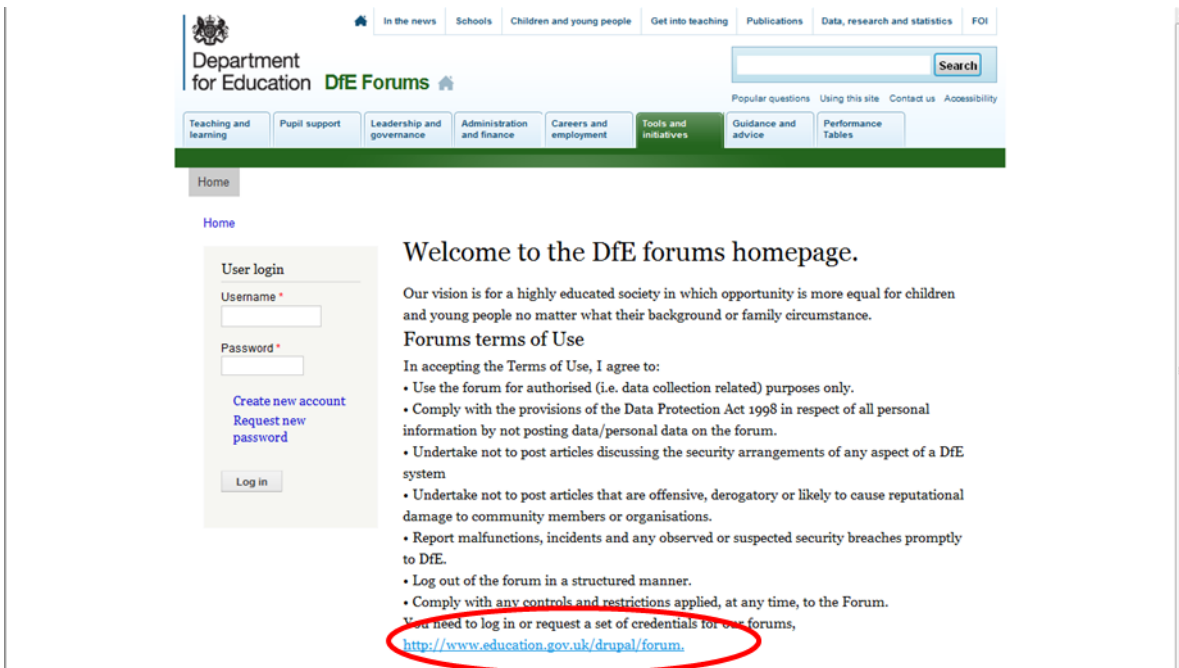 In the news Schools Children and young people Get into teaching Publications Data, research and statistics FOI
Department
for Education DfE Forums
Search
Popular questions Using this site Contact us Accessibility
Teaching and
learning
Pupil support
Leadership and
governance
Administration
and finance
Careers and
employment
Tools and
initiatives
Guidance and
advice
Performance
Tables
Home
Home
User login
Username *
Password *
Create new account
Request new
password
Log in
Welcome to the DfE forums homepage.
Our vision is for a highly educated society in which opportunity is more equal for children
and young people no matter what their background or family circumstance.
Forums terms of Use
In accepting the Terms of Use, I agree to:
• Use the forum for authorised (i.e. data collection related) purposes only.
• Comply with the provisions of the Data Protection Act 1998 in respect of all personal
information by not posting data/personal data on the forum.
• Undertake not to post articles discussing the security arrangements of any aspect of a DfE
system
• Undertake not to post articles that are offensive, derogatory or likely to cause reputational
damage to community members or organisations.
• Report malfunctions, incidents and any observed or suspected security breaches promptly
to DfE.
• Log out of the forum in a structured manner.
• Comply with any controls and restrictions applied, at any time, to the Forum.
You need to log in or request a set of credentials for our forums,
http://www.education.gov.uk/drupal/forum.